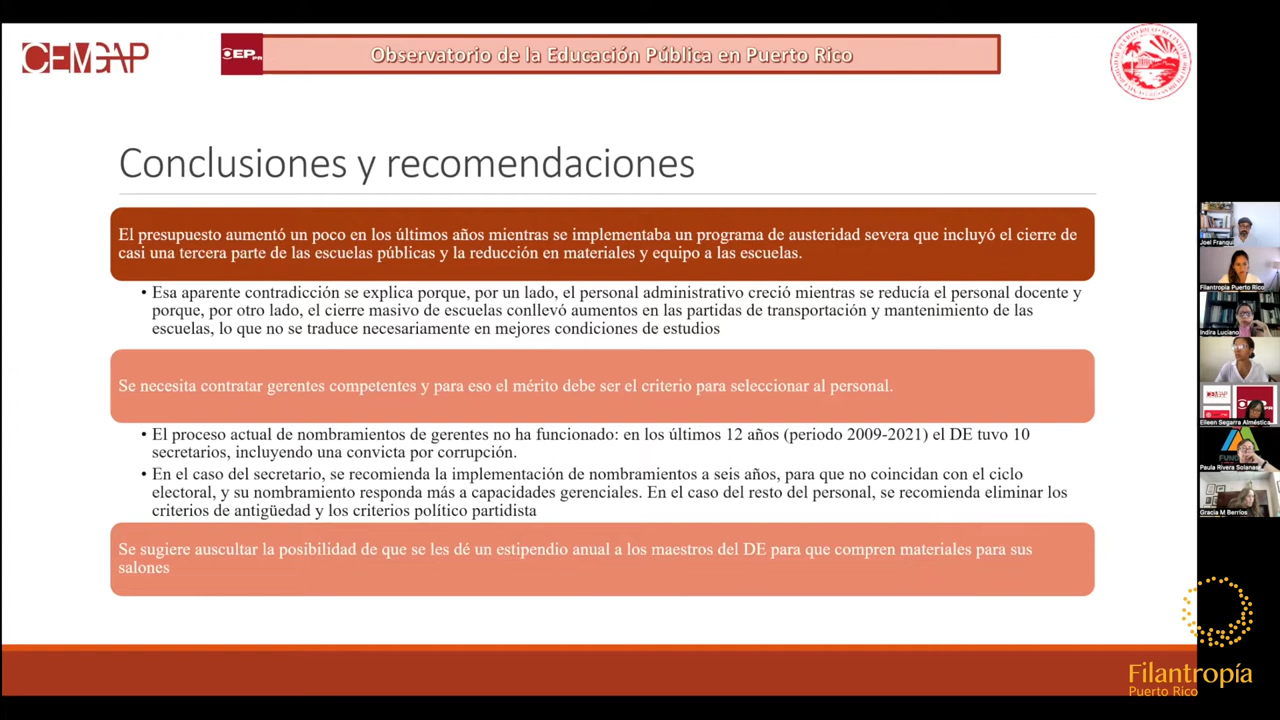 CEMGAP
OEP PR
Observatorio de la Educación Pública en Puerto Rico
Conclusiones y recomendaciones
El presupuesto aumentó un poco en los últimos años mientras se implementaba un programa de austeridad severa que incluyó el cierre de
casi una tercera parte de las escuelas públicas y la reducción en materiales y equipo a las escuelas.
• Esa aparente contradicción se explica porque, por un lado, el personal administrativo creció mientras se reducía el personal docente y
porque, por otro lado, el cierre masivo de escuelas conllevó aumentos en las partidas de transportación y mantenimiento de las
escuelas, lo que no se traduce necesariamente en mejores condiciones de estudios
Se necesita contratar gerentes competentes y para eso el mérito debe ser el criterio para seleccionar al personal.
• El proceso actual de nombramientos de gerentes no ha funcionado: en los últimos 12 años (periodo 2009-2021) el DE tuvo 10
secretarios, incluyendo una convicta por corrupción.
• En el caso del secretario, se recomienda la implementación de nombramientos a seis años, para que no coincidan con el ciclo
electoral, y su nombramiento responda más a capacidades gerenciales. En el caso del resto del personal, se recomienda eliminar los
criterios de antigüedad y los criterios político partidista
Se sugiere auscultar la posibilidad de que se les dé un estipendio anual a los maestros del DE para que compren materiales para sus
salones
Joel Franqui
Filantropía Puerto Rico
Indira Luciano
Eileen Segarra Alméstica
Paula Rivera Solanas
Gracia M Berríos
Filantropía
Puerto Rico